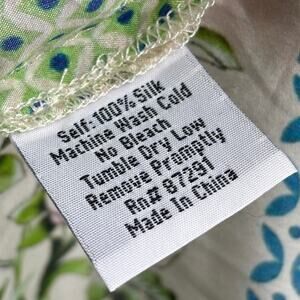 Self: 100% Silk
Machine Wash Cold
No Bleach
Tumble Dry Low
Remove Promptly
Rn# 87291
Made In China